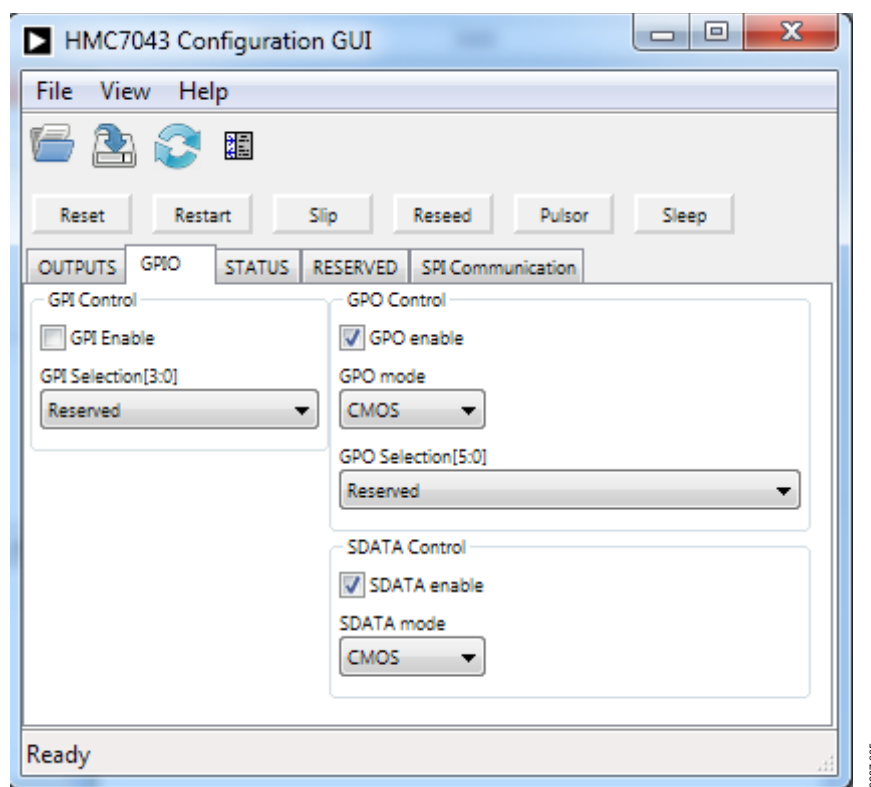 HMC7043 Configuration GUI
File View Help
Reset Restart Slip Reseed Pulsor Sleep
OUTPUTS GPIO STATUS RESERVED SPI Communication
GPI Control
GPI Enable
GPI Selection[3:0]
Reserved
GPO Control
GPO enable
GPO mode
CMOS
GPO Selection[5:0]
Reserved
SDATA Control
SDATA enable
SDATA mode
CMOS
Ready